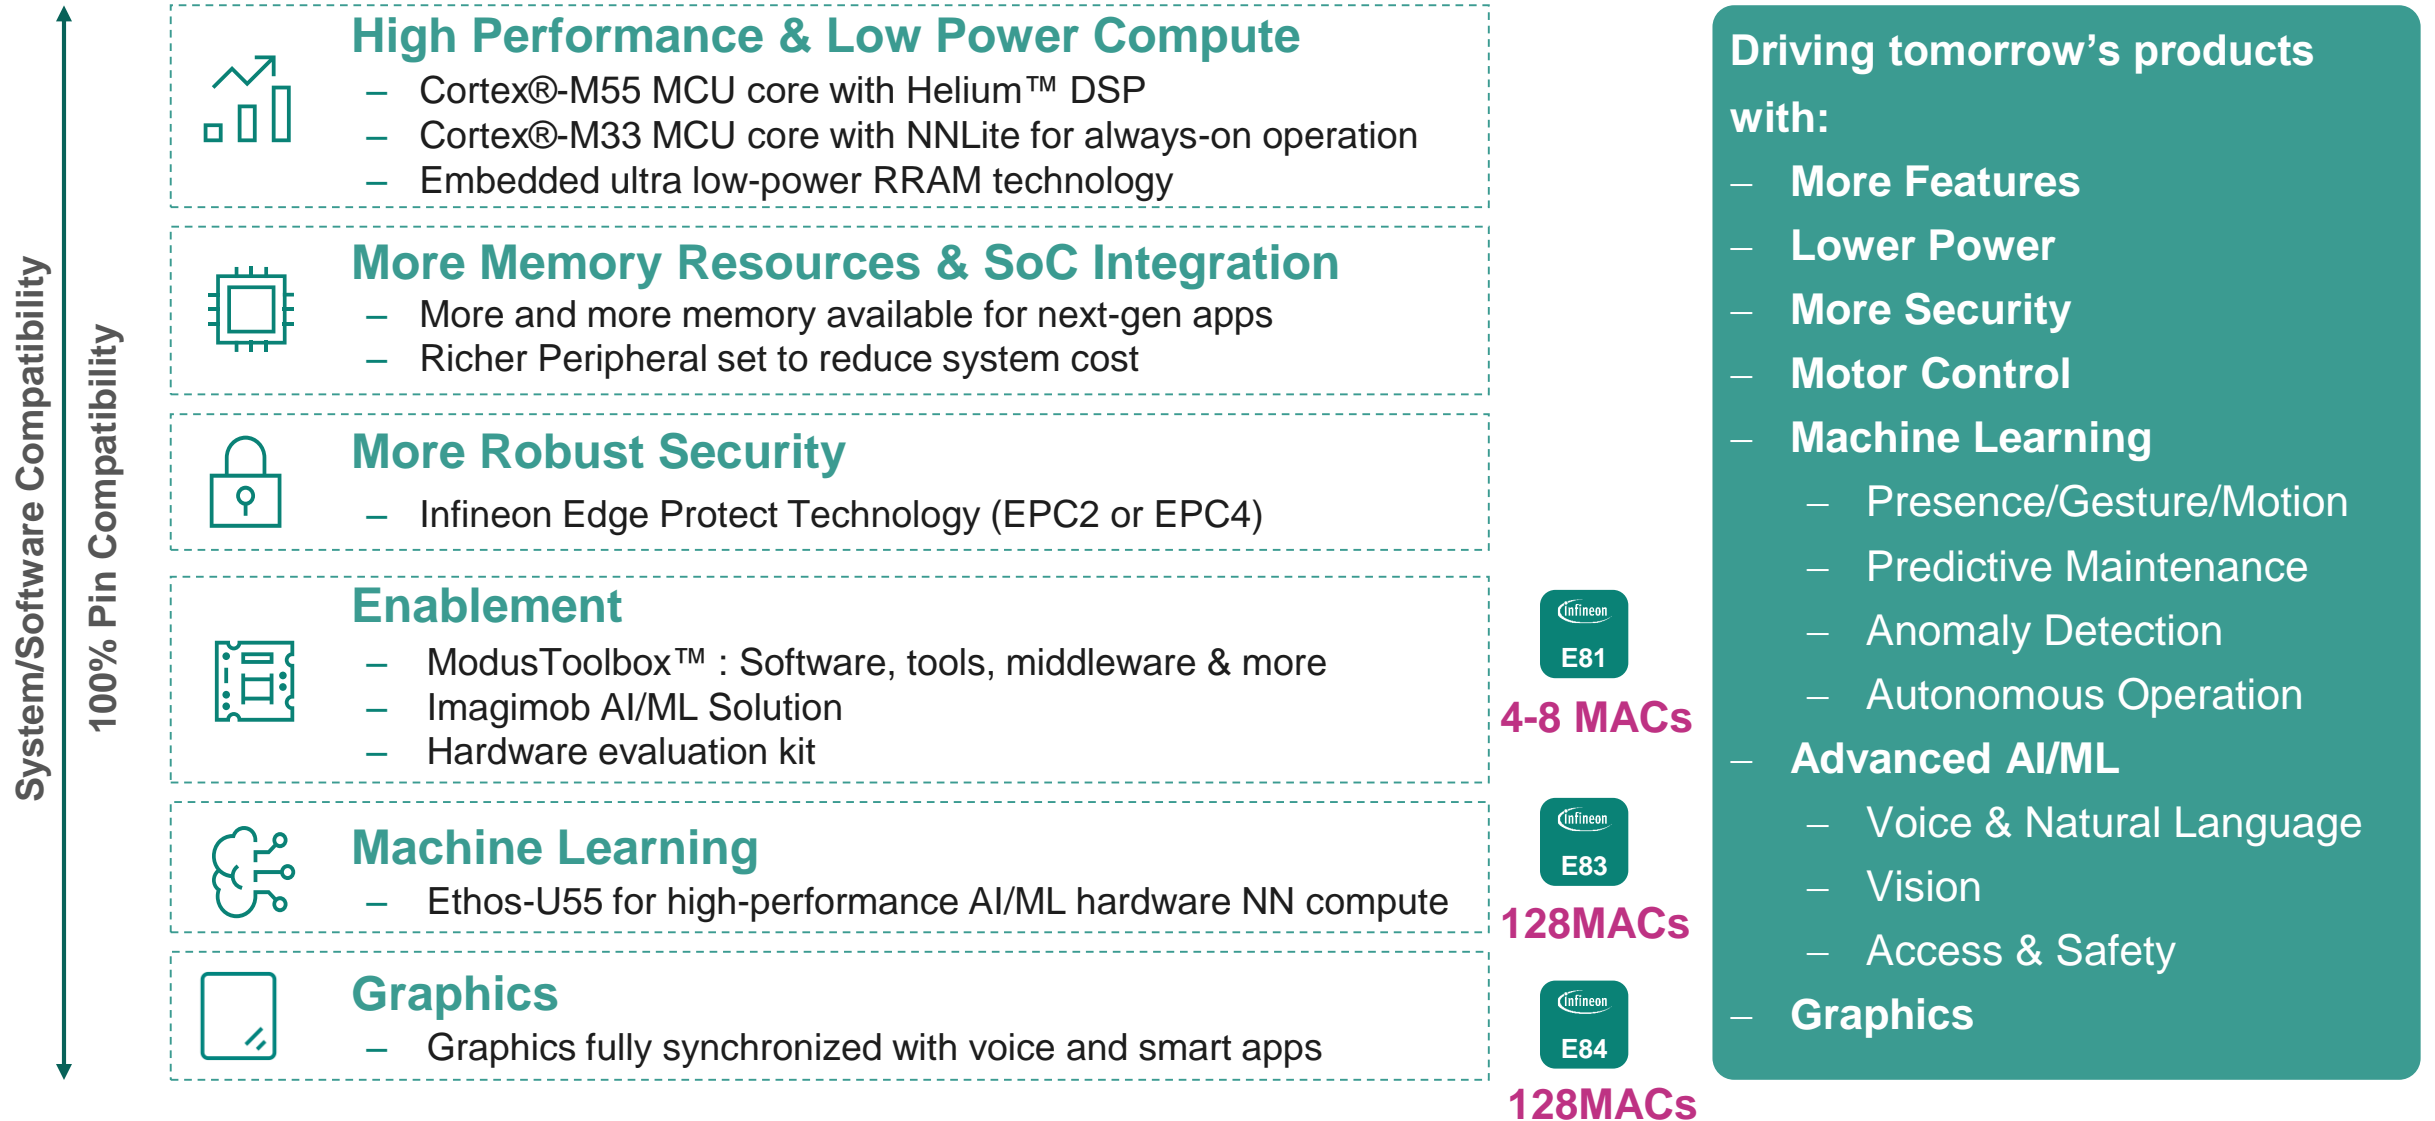 System/Software Compatibility
100% Pin Compatibility
High Performance & Low Power Compute
– Cortex®-M55 MCU core with Helium™ DSP
– Cortex®-M33 MCU core with NNLite for always-on operation
– Embedded ultra low-power RRAM technology
More Memory Resources & SoC Integration
– More and more memory available for next-gen apps
– Richer Peripheral set to reduce system cost
More Robust Security
– Infineon Edge Protect Technology (EPC2 or EPC4)
Enablement
– ModusToolbox™ : Software, tools, middleware & more
– Imagimob AI/ML Solution
– Hardware evaluation kit
Machine Learning
– Ethos-U55 for high-performance AI/ML hardware NN compute
Graphics
– Graphics fully synchronized with voice and smart apps
infineon
E81
4-8 MACs
infineon
E83
128MACs
infineon
E84
128MACs
Driving tomorrow’s products
with:
– More Features
– Lower Power
– More Security
– Motor Control
– Machine Learning
– Presence/Gesture/Motion
– Predictive Maintenance
– Anomaly Detection
– Autonomous Operation
– Advanced AI/ML
– Voice & Natural Language
– Vision
– Access & Safety
– Graphics